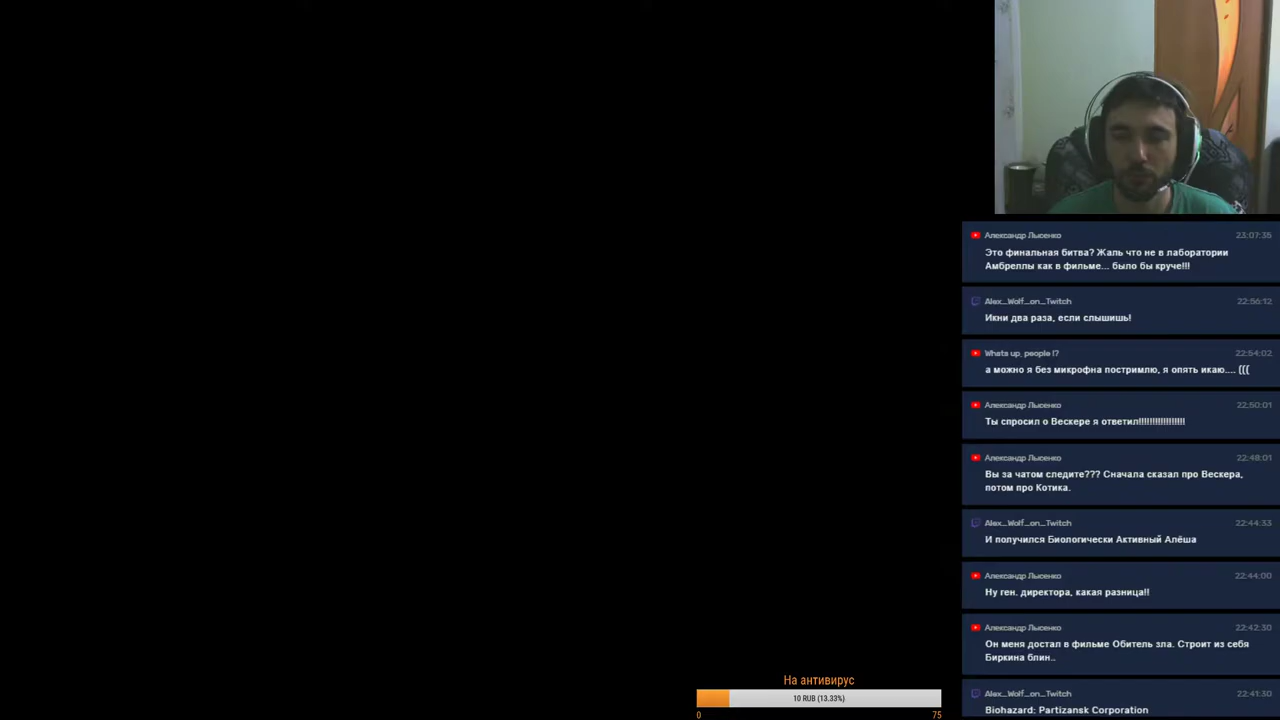 Александр Лысенко 23:07:35
Это финальная битва? Жаль что не в лаборатории
Амбреллы как в фильме... было бы круче!!!
Alex_Wolf_on_Twitch 22:56:12
Икни два раза, если слышишь!
Whats up, people !? 22:54:02
а можно я без микрофна постримлю, я опять икаю.... (((
Александр Лысенко 22:50:01
Ты спросил о Вескере я ответил!!!!!!!!!!!!!!!!!
Александр Лысенко 22:48:01
Вы за чатом следите??? Сначала сказал про Вескера,
потом про Котика.
Alex_Wolf_on_Twitch 22:44:33
И получился Биологически Активный Алёша
Александр Лысенко 22:44:00
Ну ген. директора, какая разница!!
Александр Лысенко 22:42:30
Он меня достал в фильме Обитель зла. Строит из себя
Биркина блин..
Alex_Wolf_on_Twitch 22:41:30
Biohazard: Partizansk Corporation
На антивирус
10 RUB (13.33%)
0 75